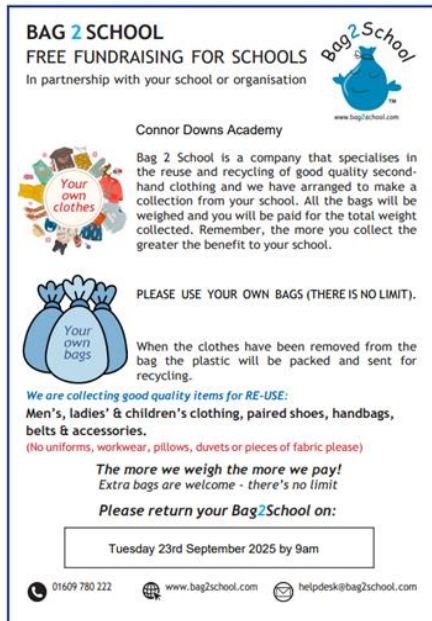 BAG 2 SCHOOL
FREE FUNDRAISING FOR SCHOOLS
In partnership with your school or organisation
Bag2School
TM
www.bag2school.com
Connor Downs Academy
Your
own
clothes
Bag 2 School is a company that specialises in
the reuse and recycling of good quality second-
hand clothing and we have arranged to make a
collection from your school. All the bags will be
weighed and you will be paid for the total weight
collected. Remember, the more you collect the
greater the benefit to your school.
Your
own
bags
PLEASE USE YOUR OWN BAGS (THERE IS NO LIMIT).
When the clothes have been removed from the
bag the plastic will be packed and sent for
recycling.
We are collecting good quality items for RE-USE:
Men's, ladies' & children's clothing, paired shoes, handbags,
belts & accessories.
(No uniforms, workwear, pillows, duvets or pieces of fabric please)
The more we weigh the more we pay!
Extra bags are welcome - there's no limit
Please return your Bag2School on:
Tuesday 23rd September 2025 by 9am
01609 780 222 www.bag2school.com helpdesk@bag2school.com